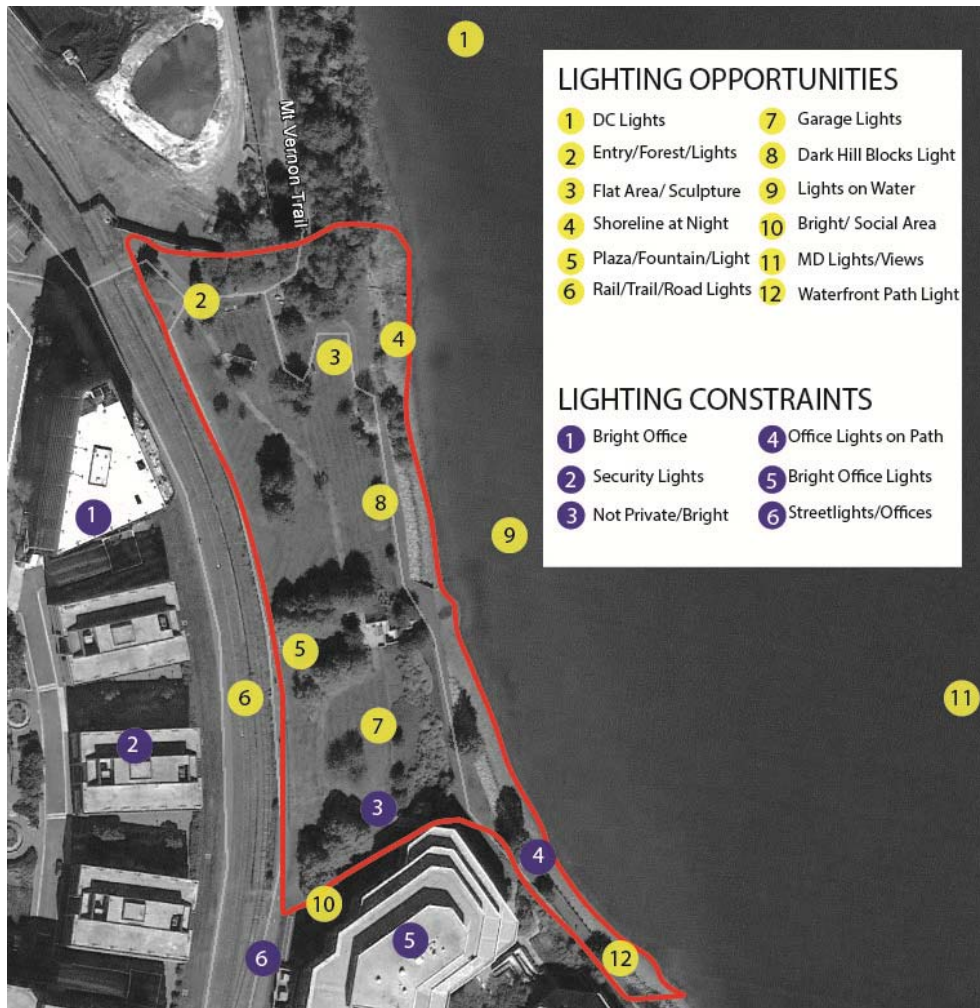 1
LIGHTING OPPORTUNITIES
1 DC Lights
2 Entry/Forest/Lights
3 Flat Area/ Sculpture
4 Shoreline at Night
5 Plaza/Fountain/Light
6 Rail/Trail/Road Lights
7 Garage Lights
8 Dark Hill Blocks Light
9 Lights on Water
10 Bright/ Social Area
11 MD Lights/Views
12 Waterfront Path Light
LIGHTING CONSTRAINTS
1 Bright Office
2 Security Lights
3 Not Private/Bright
4 Office Lights on Path
5 Bright Office Lights
6 Streetlights/Offices
Mt Vernon Trail
2
3
4
8
1
9
5
6
11
7
2
3
4
10
5
6
12